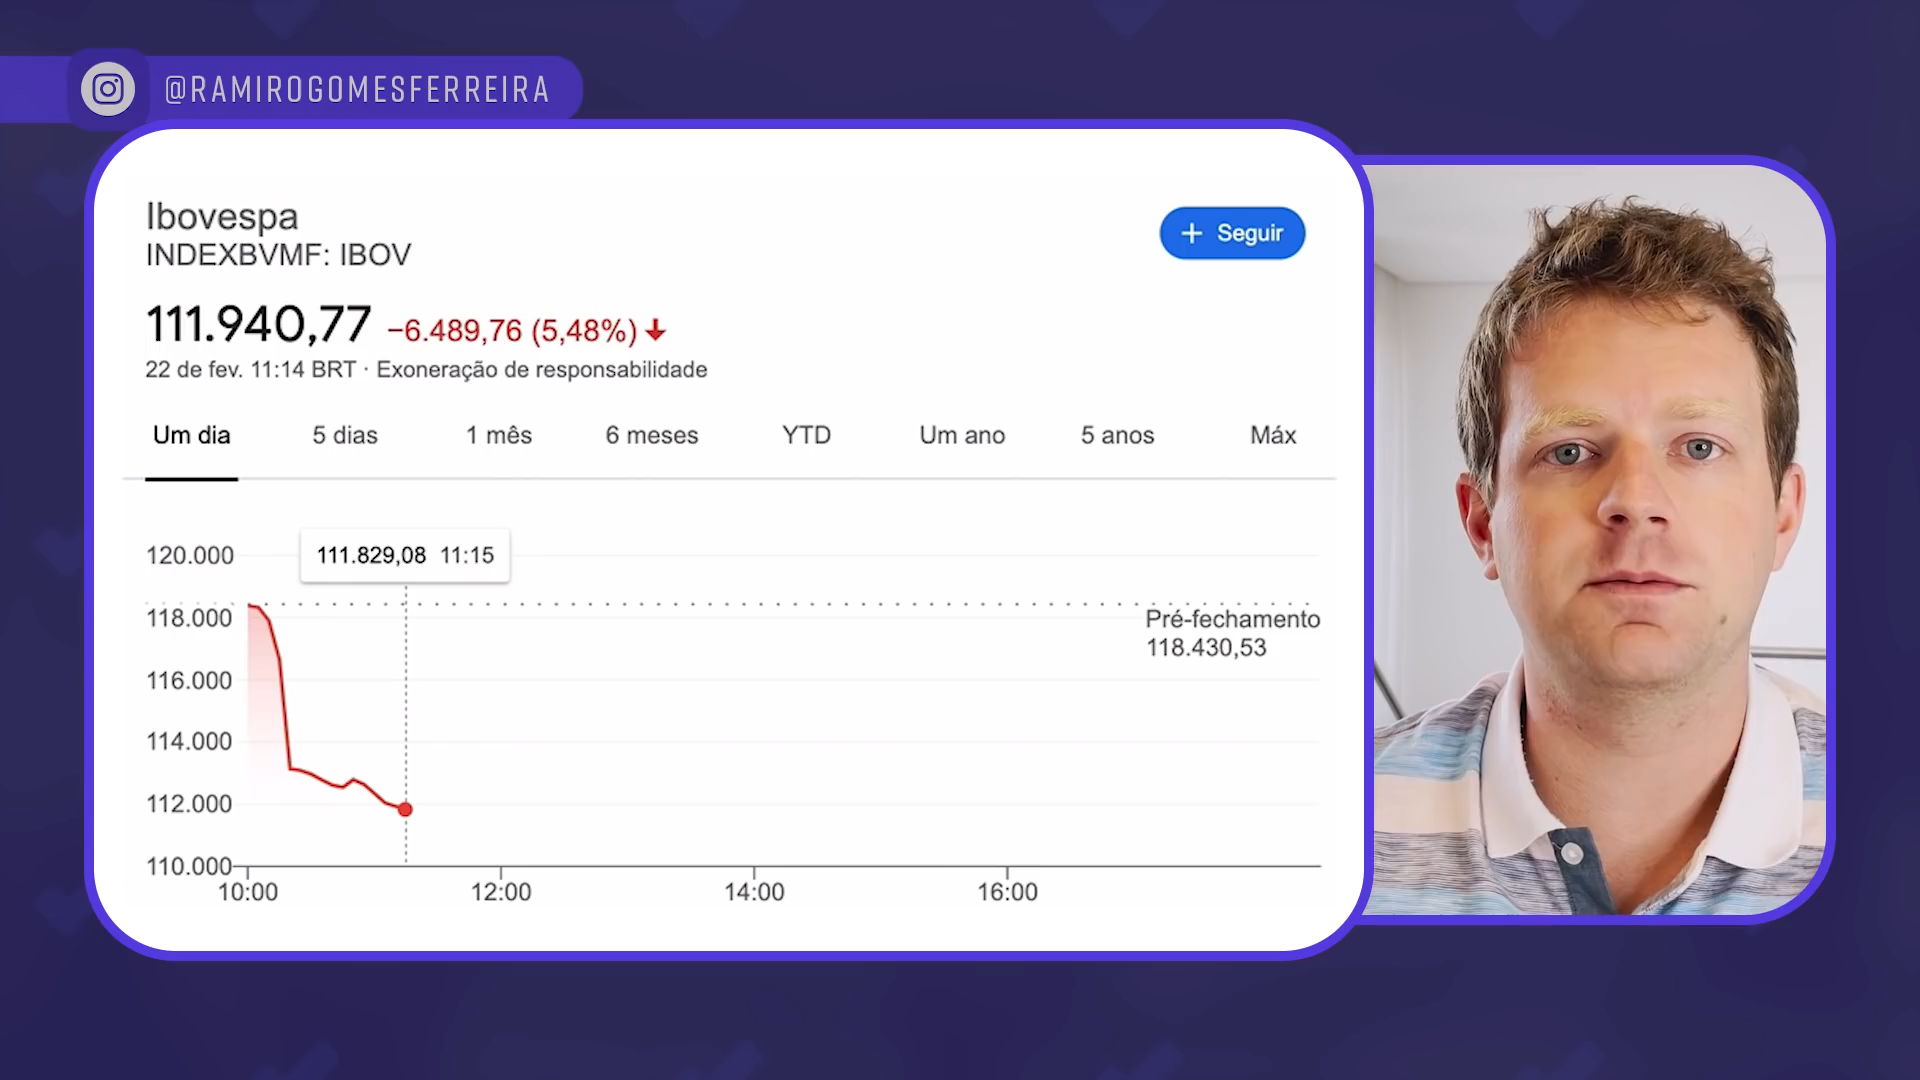 @RAMIROGOMESFERREIRA
Ibovespa
INDEXBVMF: IBOV
+ Seguir
111.940,77 −6.489,76 (5,48%)
22 de fev. 11:14 BRT · Exoneração de responsabilidade
Um dia 5 dias 1 mês 6 meses YTD Um ano 5 anos Máx
120.000
111.829,08 11:15
118.000
Pré-fechamento
118.430,53
116.000
114.000
112.000
110.000
10:00 12:00 14:00 16:00